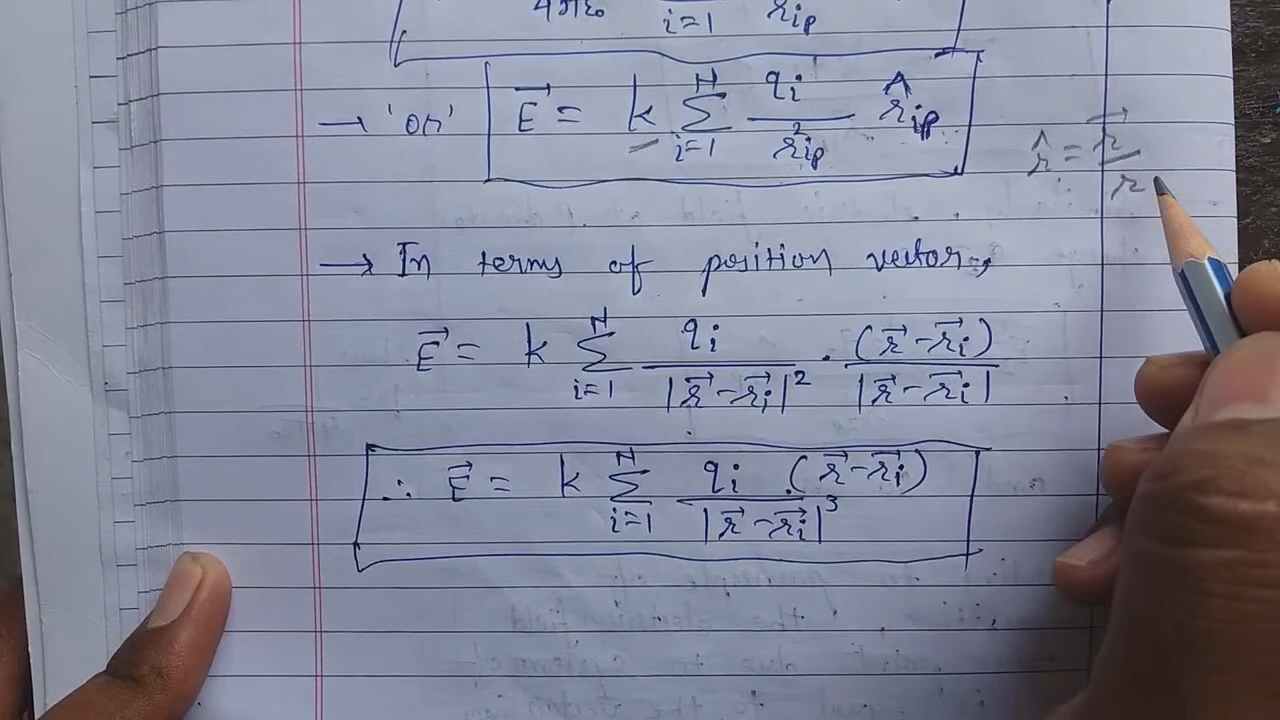 4πε₀ i=1 r_ip
→ 'or' E⃗ = k Σ_{i=1}^{N} q_i / r²_ip r̂_ip
r̂ = r⃗ / r
→ In terms of position vector,
E⃗ = k Σ_{i=1}^{N} q_i / |r⃗ - r⃗_i|² · (r⃗ - r⃗_i) / |r⃗ - r⃗_i|
∴ E⃗ = k Σ_{i=1}^{N} q_i (r⃗ - r⃗_i) / |r⃗ - r⃗_i|³